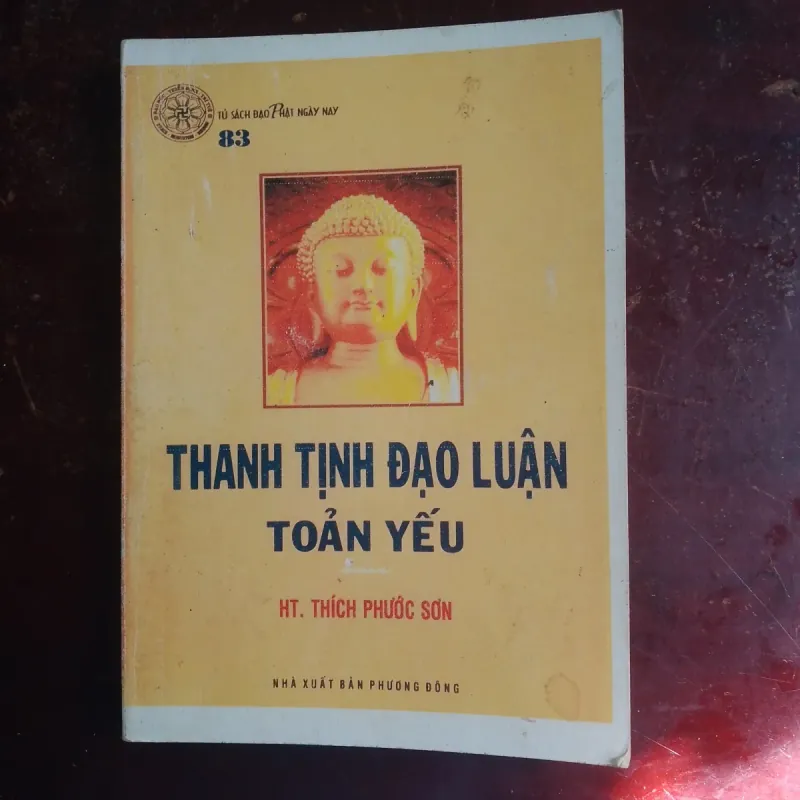 TỦ SÁCH ĐẠO PHẬT NGÀY NAY
83
THANH TỊNH ĐẠO LUẬN
TOẢN YẾU
HT. THÍCH PHƯỚC SƠN
NHÀ XUẤT BẢN PHƯƠNG ĐÔNG